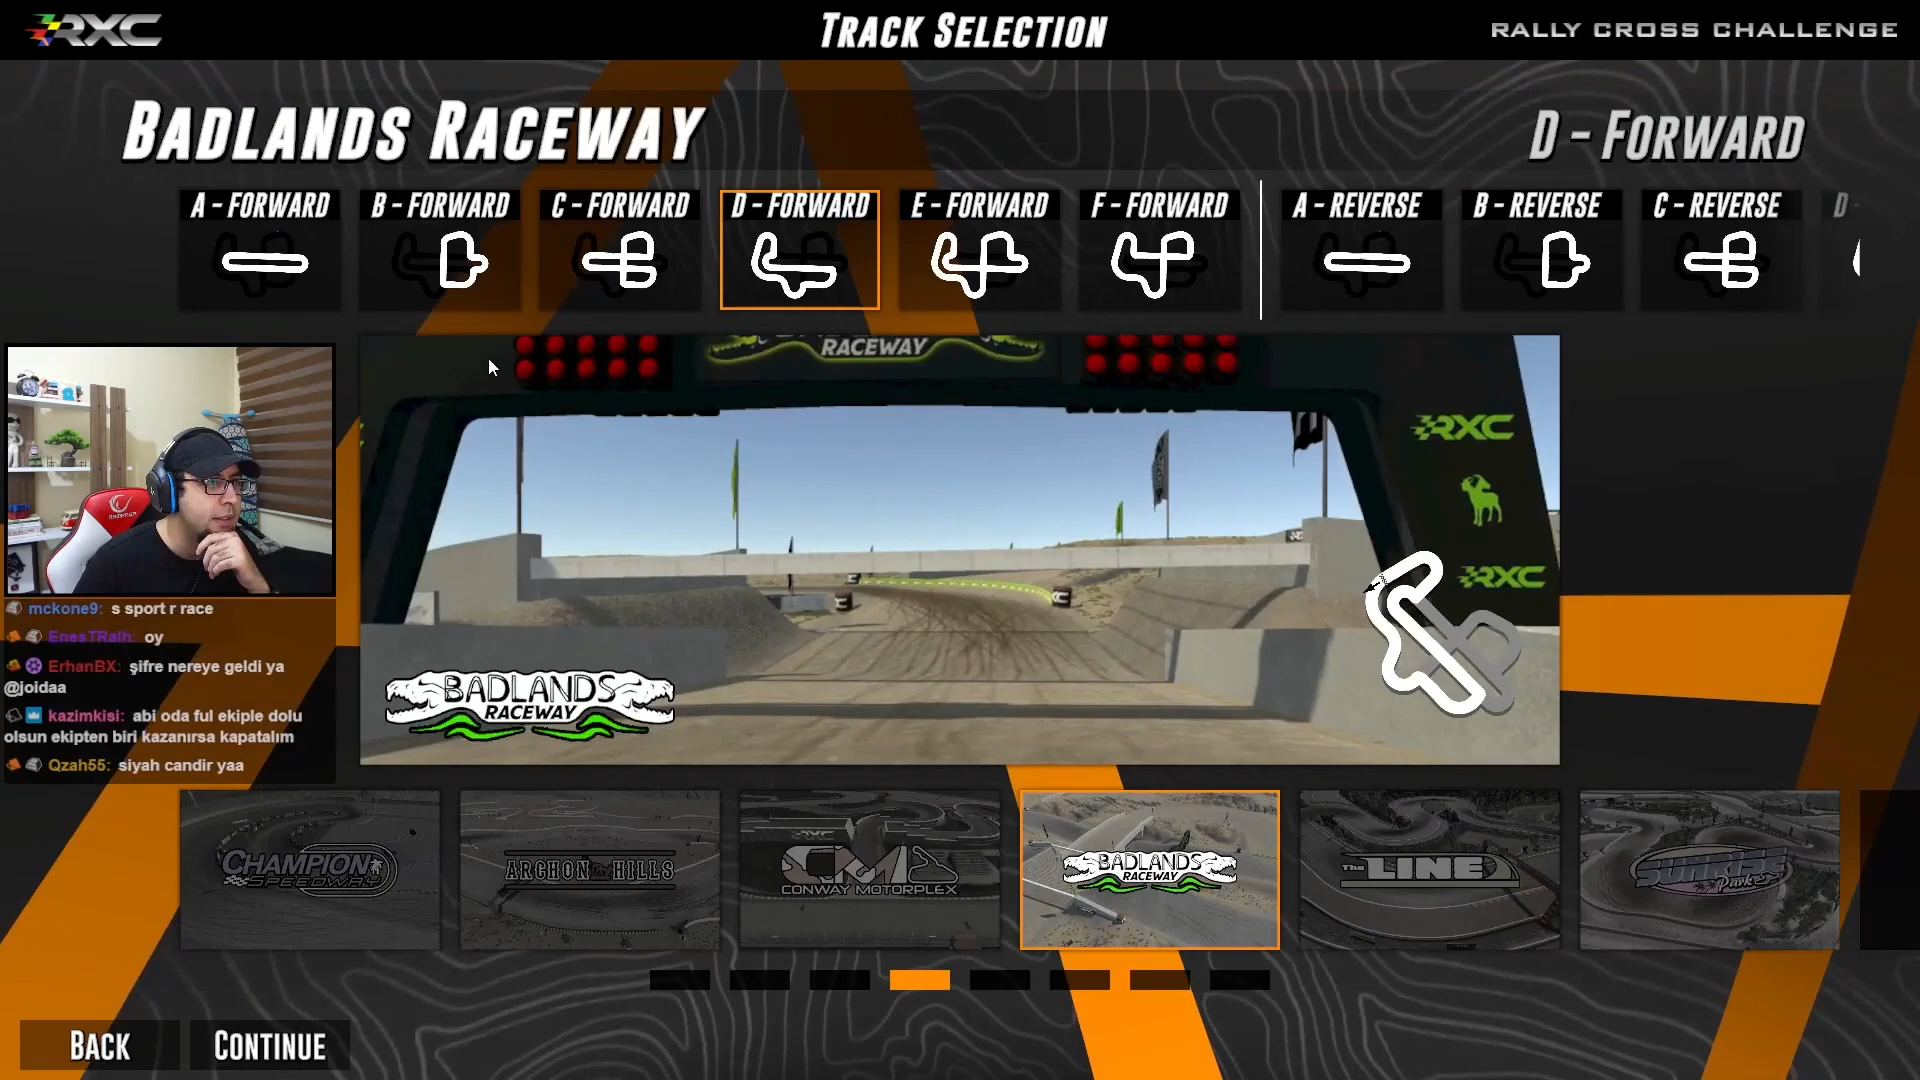 RXC
TRACK SELECTION
RALLY CROSS CHALLENGE
BADLANDS RACEWAY
D - FORWARD
A - FORWARD
B - FORWARD
C - FORWARD
D - FORWARD
E - FORWARD
F - FORWARD
A - REVERSE
B - REVERSE
C - REVERSE
D -
RACEWAY
RXC
RXC
BADLANDS
RACEWAY
mckone9: s sport r race
EnesTRalh: oy
ErhanBX: şifre nereye geldi ya
@joidaa
kazimkisi: abi oda ful ekiple dolu
olsun ekipten biri kazanırsa kapatalım
Qzah55: siyah candir yaa
CHAMPION
SPEEDWAY
ARCHON HILLS
CM
CONWAY MOTORPLEX
BADLANDS
RACEWAY
The LINE
SUNRISE
Park
BACK
CONTINUE